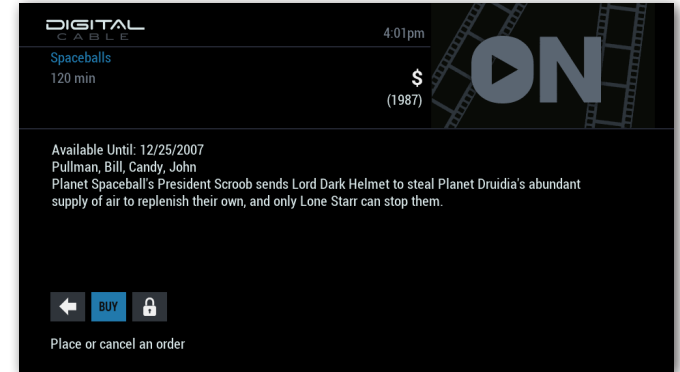 DIGITAL
CABLE
4:01pm
ON
Spaceballs
120 min
$
(1987)
Available Until: 12/25/2007
Pullman, Bill, Candy, John
Planet Spaceball's President Scroob sends Lord Dark Helmet to steal Planet Druidia's abundant
supply of air to replenish their own, and only Lone Starr can stop them.
BUY
Place or cancel an order